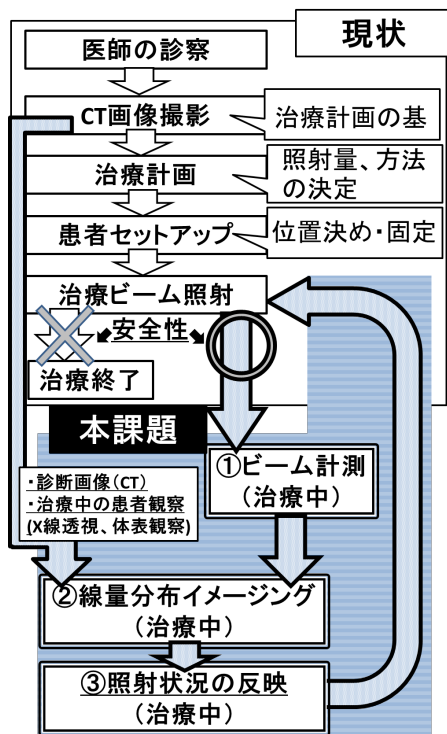 現状
医師の診察
CT画像撮影
治療計画の基
治療計画
照射量、方法
の決定
患者セットアップ
位置決め・固定
治療ビーム照射
安全性
治療終了
本課題
①ビーム計測
(治療中)
・診断画像(CT)
・治療中の患者観察
(X線透視、体表観察)
②線量分布イメージング
(治療中)
③照射状況の反映
(治療中)